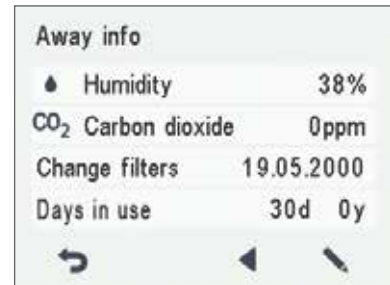 Away info
Humidity 38%
CO₂ Carbon dioxide 0ppm
Change filters 19.05.2000
Days in use 30d 0y